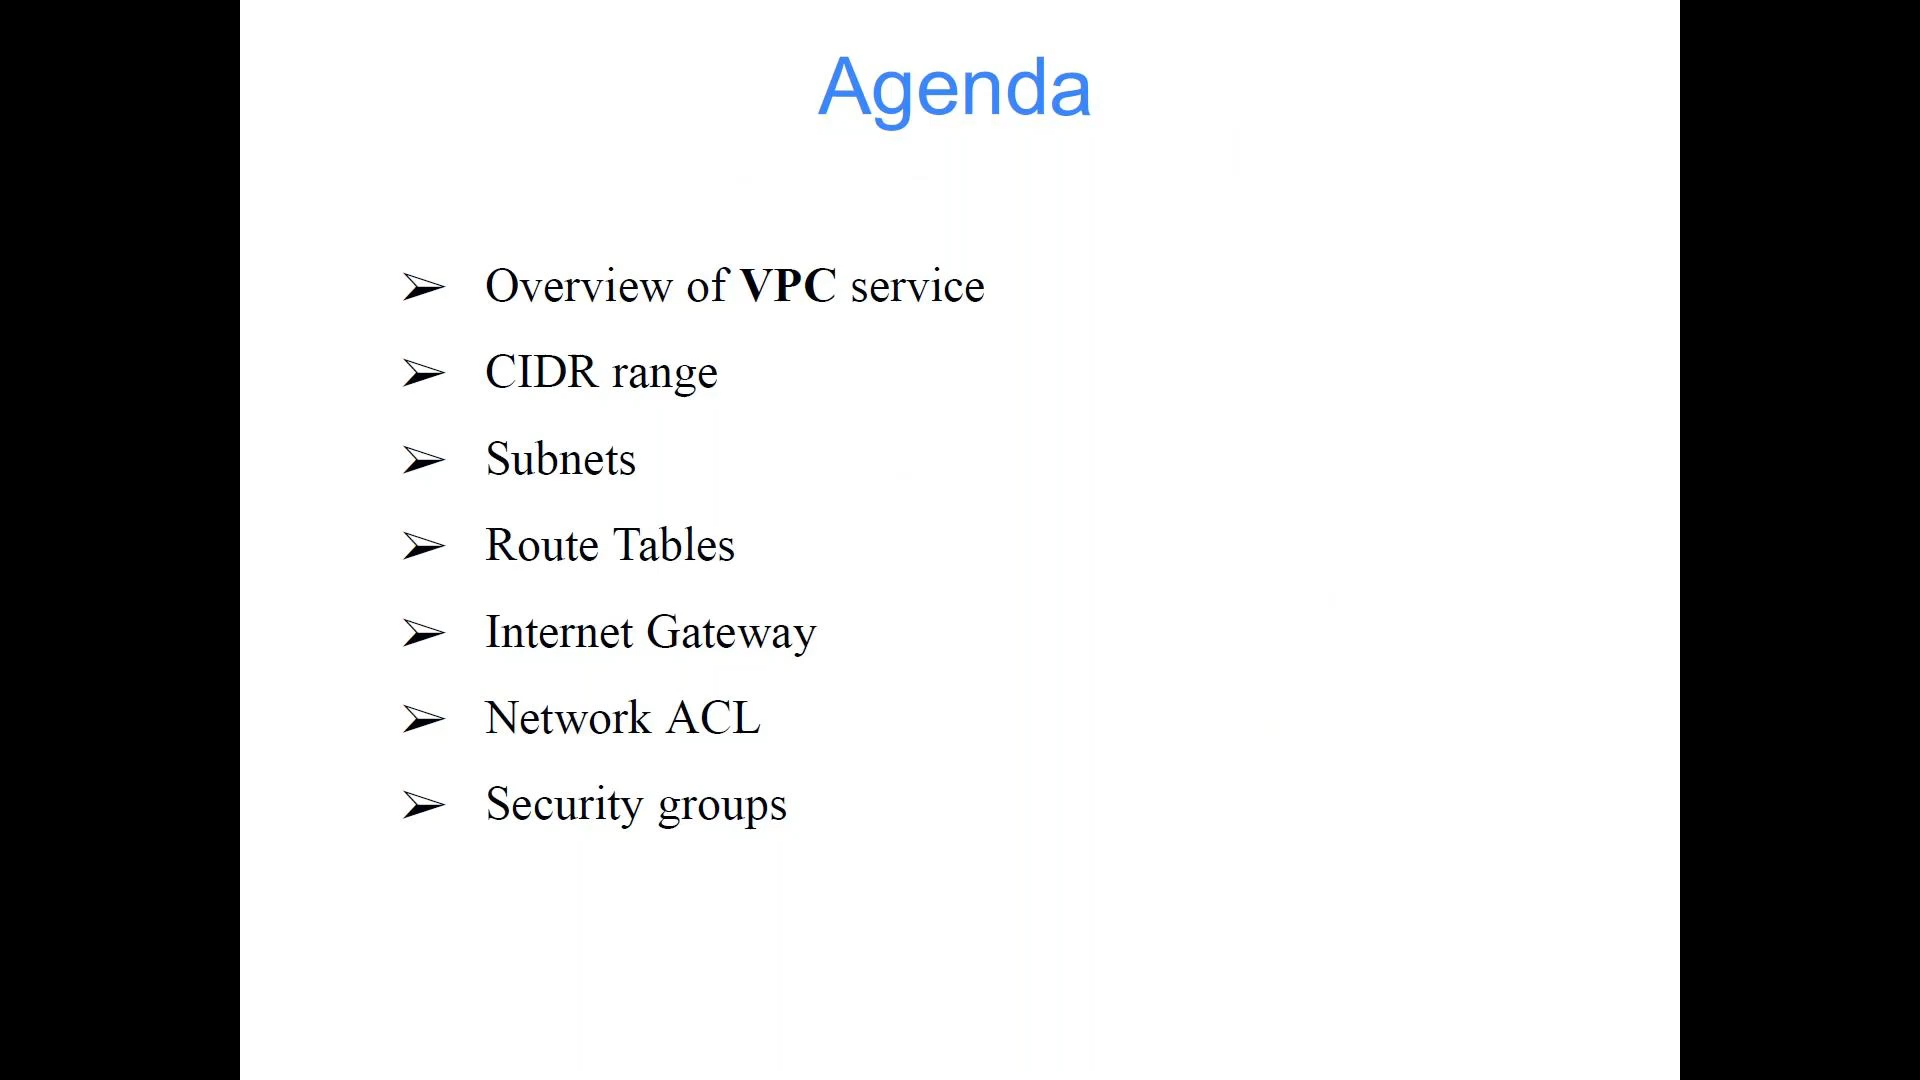 Agenda
➢ Overview of VPC service
➢ CIDR range
➢ Subnets
➢ Route Tables
➢ Internet Gateway
➢ Network ACL
➢ Security groups